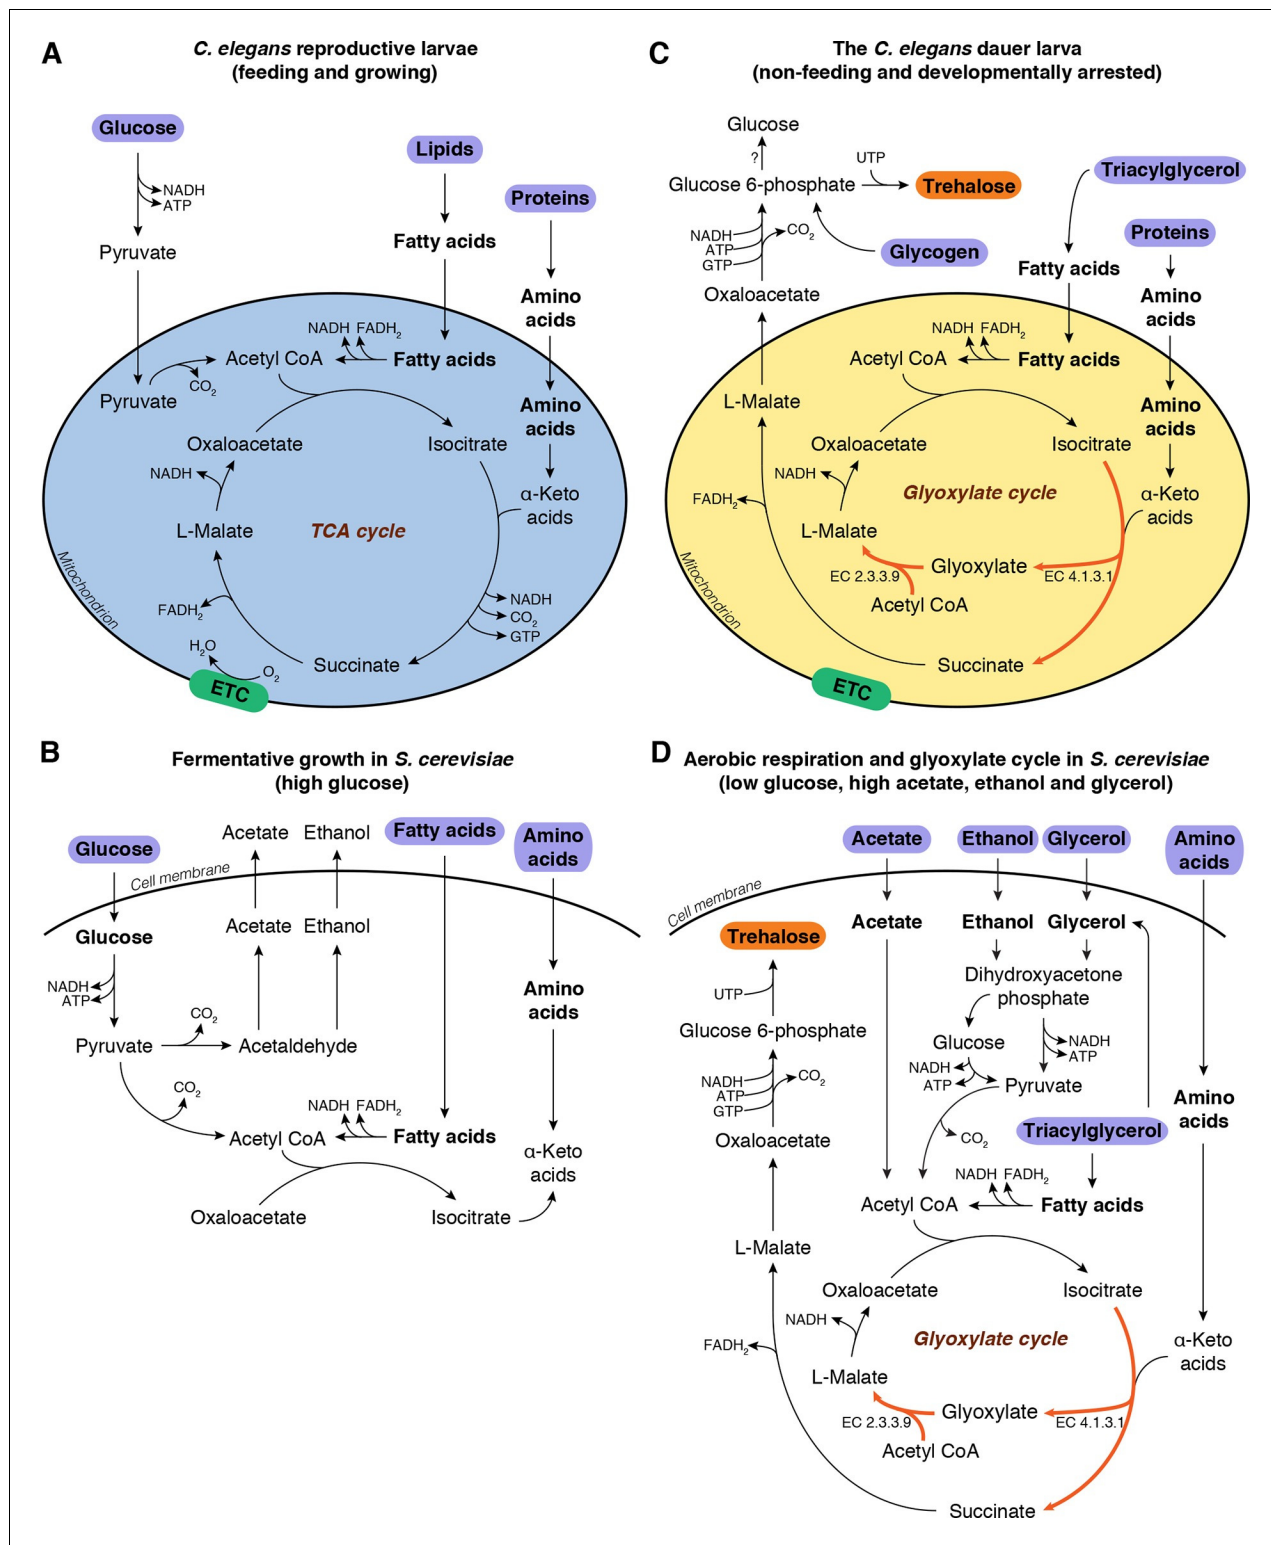 A
C. elegans reproductive larvae
(feeding and growing)
Glucose
NADH
ATP
Pyruvate
Lipids
Fatty acids
Proteins
Amino
acids
NADH FADH2
Acetyl CoA
Fatty acids
CO2
Pyruvate
Amino
acids
Oxaloacetate
Isocitrate
NADH
α-Keto
acids
L-Malate
TCA cycle
Mitochondrion
FADH2
NADH
CO2
GTP
H2O
O2
Succinate
ETC
C
The C. elegans dauer larva
(non-feeding and developmentally arrested)
Glucose
?
UTP
Glucose 6-phosphate
Trehalose
Triacylglycerol
NADH
ATP
GTP
CO2
Glycogen
Proteins
Fatty acids
Oxaloacetate
Amino
acids
NADH FADH2
Acetyl CoA
Fatty acids
L-Malate
Amino
acids
Oxaloacetate
Isocitrate
NADH
Glyoxylate cycle
FADH2
α-Keto
acids
L-Malate
Glyoxylate
EC 2.3.3.9
EC 4.1.3.1
Acetyl CoA
Mitochondrion
Succinate
ETC
B
Fermentative growth in S. cerevisiae
(high glucose)
Acetate
Ethanol
Fatty acids
Amino
acids
Glucose
Cell membrane
Acetate
Ethanol
Glucose
NADH
ATP
Amino
acids
CO2
Pyruvate
Acetaldehyde
CO2
NADH FADH2
Acetyl CoA
Fatty acids
α-Keto
acids
Oxaloacetate
Isocitrate
D
Aerobic respiration and glyoxylate cycle in S. cerevisiae
(low glucose, high acetate, ethanol and glycerol)
Acetate
Ethanol
Glycerol
Amino
acids
Cell membrane
Trehalose
Acetate
Ethanol
Glycerol
UTP
Dihydroxyacetone
phosphate
Glucose 6-phosphate
Glucose
NADH
ATP
NADH
ATP
Pyruvate
NADH
ATP
GTP
CO2
Amino
acids
Oxaloacetate
CO2
Triacylglycerol
NADH FADH2
Acetyl CoA
Fatty acids
L-Malate
Oxaloacetate
Isocitrate
NADH
Glyoxylate cycle
FADH2
α-Keto
acids
L-Malate
Glyoxylate
EC 2.3.3.9
EC 4.1.3.1
Acetyl CoA
Succinate